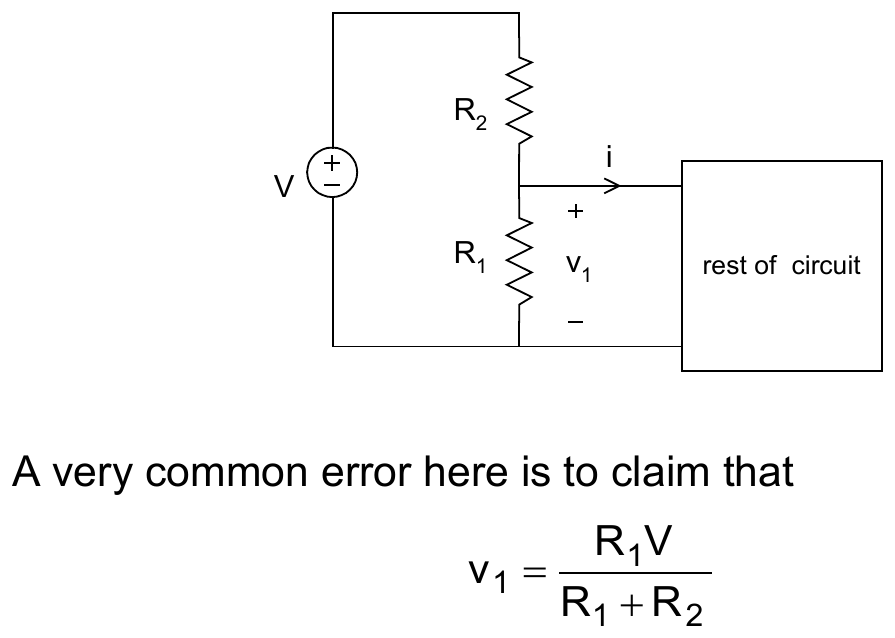 R₂
i
+
−
V
+
R₁
v₁
rest of circuit
−
A very common error here is to claim that
v₁ = R₁V / R₁ + R₂